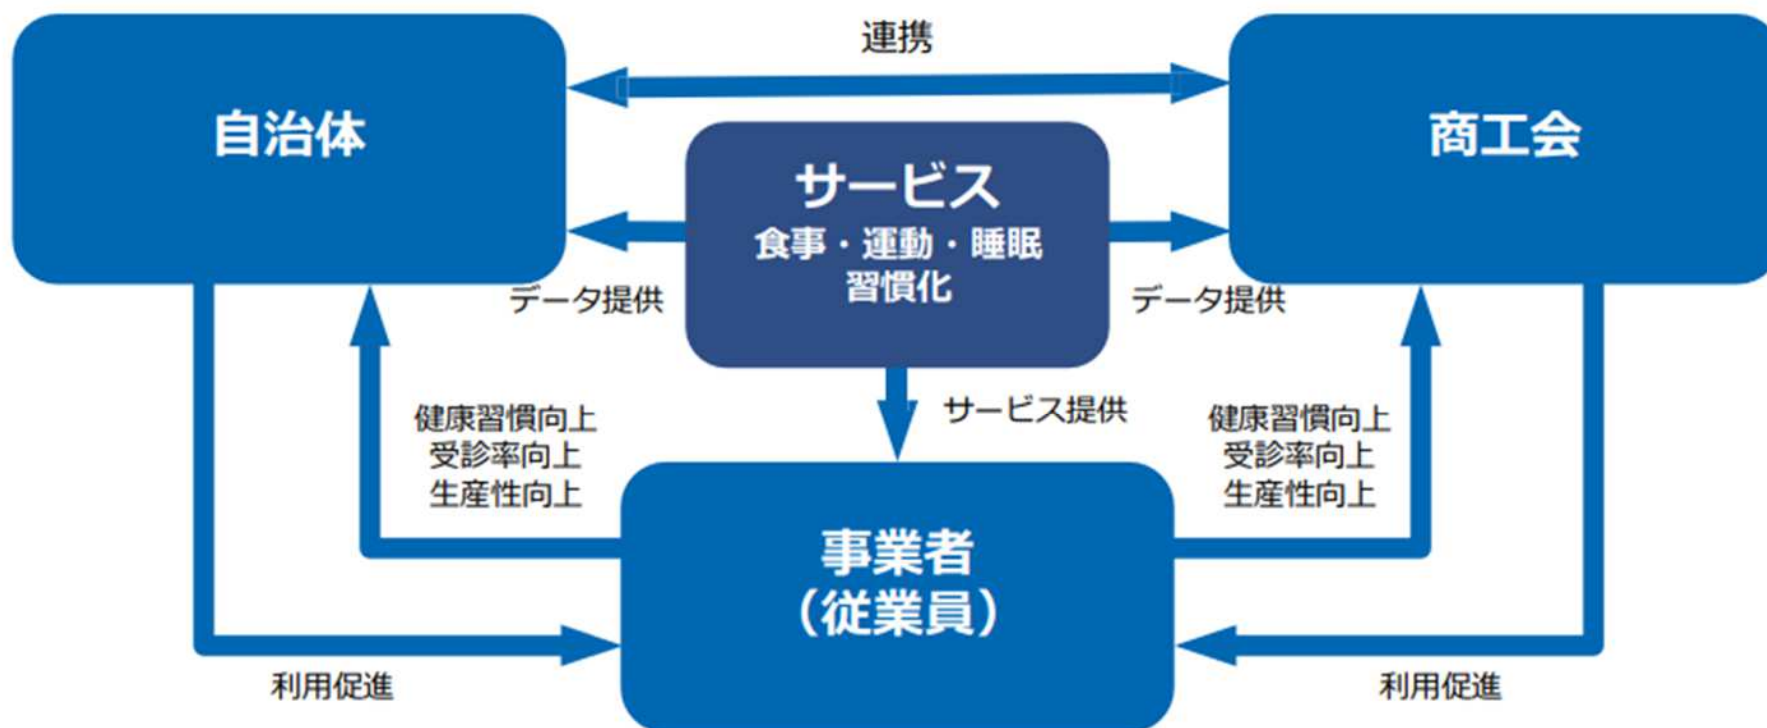 連携
自治体
商工会
サービス
食事・運動・睡眠
習慣化
データ提供
データ提供
サービス提供
健康習慣向上
受診率向上
生産性向上
健康習慣向上
受診率向上
生産性向上
事業者
（従業員）
利用促進
利用促進